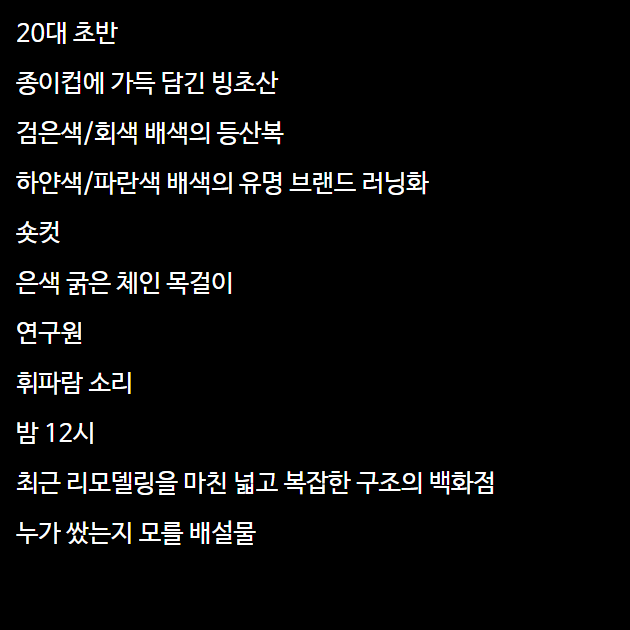 20대 초반
종이컵에 가득 담긴 빙초산
검은색/회색 배색의 등산복
하얀색/파란색 배색의 유명 브랜드 러닝화
숏컷
은색 굵은 체인 목걸이
연구원
휘파람 소리
밤 12시
최근 리모델링을 마친 넓고 복잡한 구조의 백화점
누가 쌌는지 모를 배설물